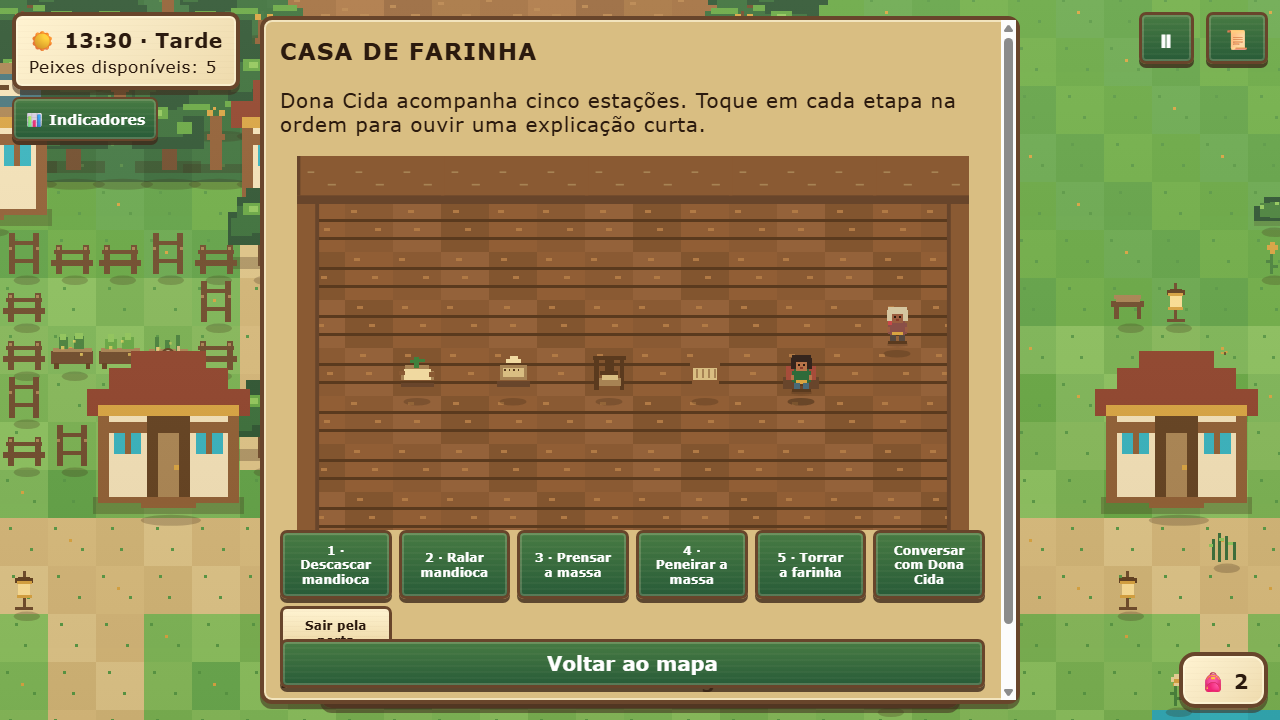 13:30 · Tarde
Peixes disponíveis: 5
Indicadores
CASA DE FARINHA
Dona Cida acompanha cinco estações. Toque em cada etapa na
ordem para ouvir uma explicação curta.
1 ·
Descascar
mandioca
2 · Ralar
mandioca
3 · Prensar
a massa
4 ·
Peneirar a
massa
5 · Torrar
a farinha
Conversar
com Dona
Cida
Sair pela
porta
Voltar ao mapa
2